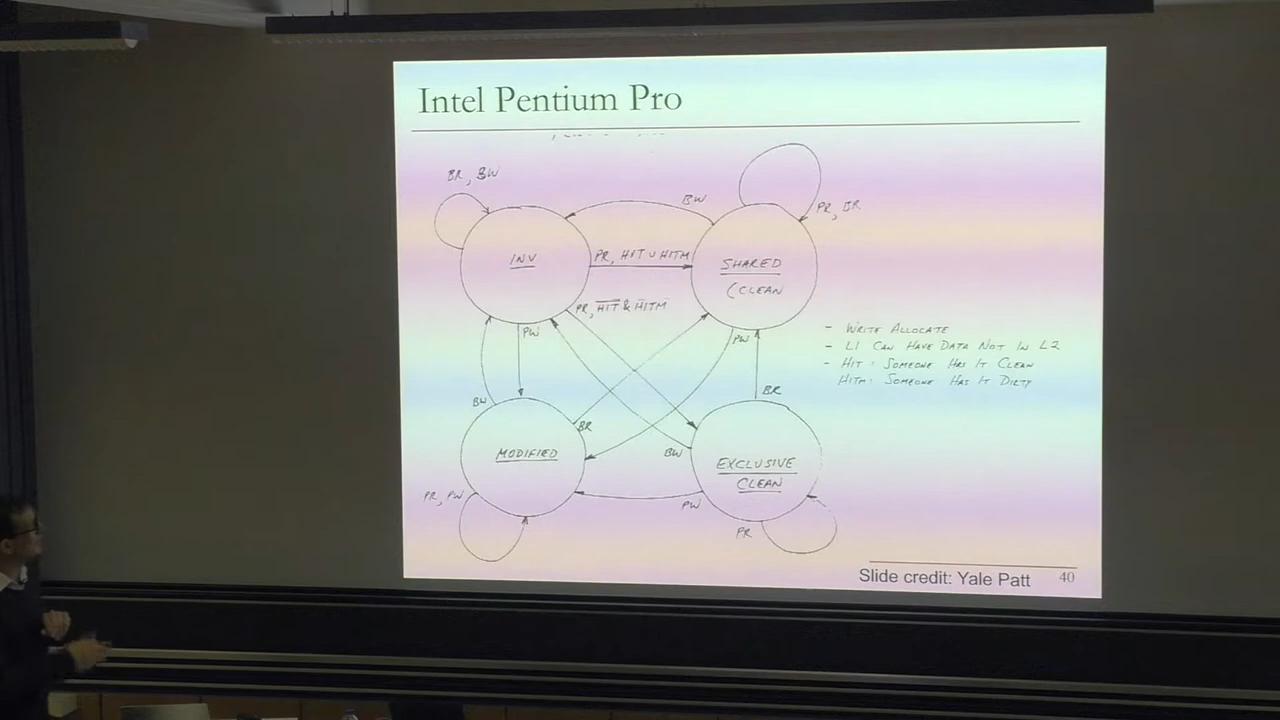 Intel Pentium Pro
BR, BW
BW
PR, BR
INV
PR, HIT ∪ HITM
SHARED
(CLEAN
PR, H̅I̅T̅ & H̅I̅T̅M̅
PW
PW
- WRITE ALLOCATE
- L1 CAN HAVE DATA NOT IN L2
- HIT: SOMEONE HAS IT CLEAN
HITM: SOMEONE HAS IT DIRTY
BW
BR
BR
MODIFIED
BW
EXCLUSIVE
CLEAN
PR, PW
PW
PR
Slide credit: Yale Patt
40